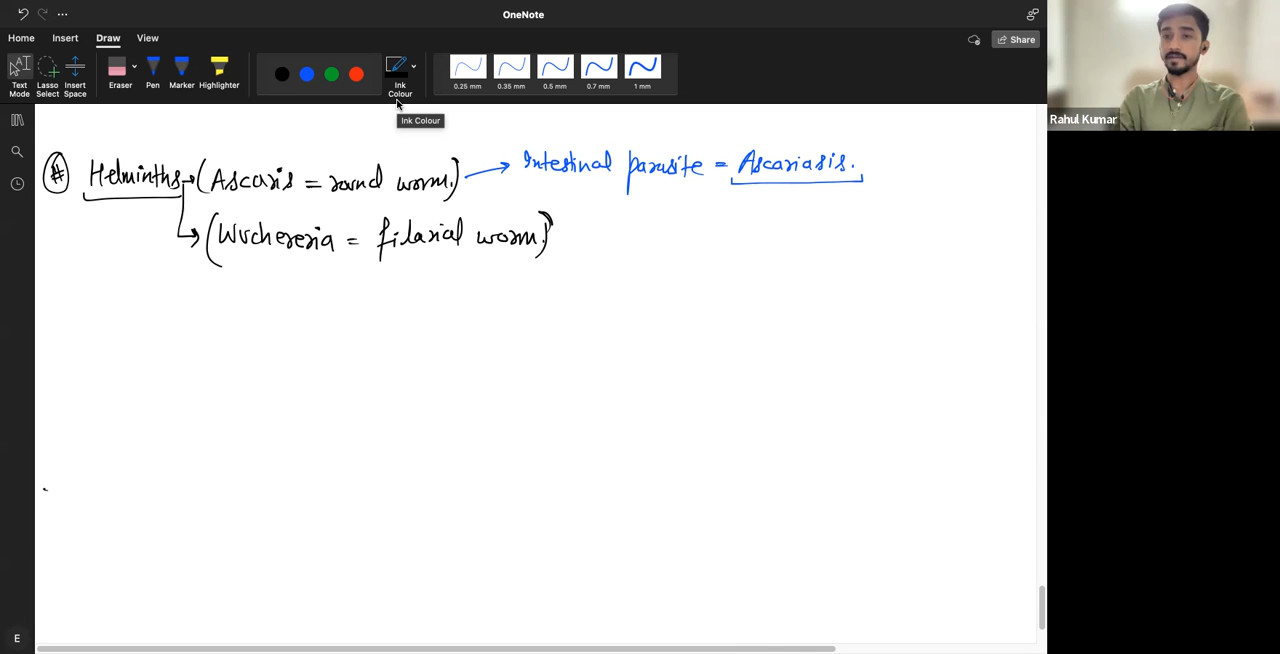 OneNote
Home Insert Draw View
Share
Text Mode
Lasso Select
Insert Space
Eraser
Pen
Marker
Highlighter
Ink Colour
0.25 mm
0.35 mm
0.5 mm
0.7 mm
1 mm
Ink Colour
Rahul Kumar
# Helminths → (Ascaris = round worm.) → Intestinal parasite = Ascariasis.
→ (Wuchereria = filarial worm.)
E